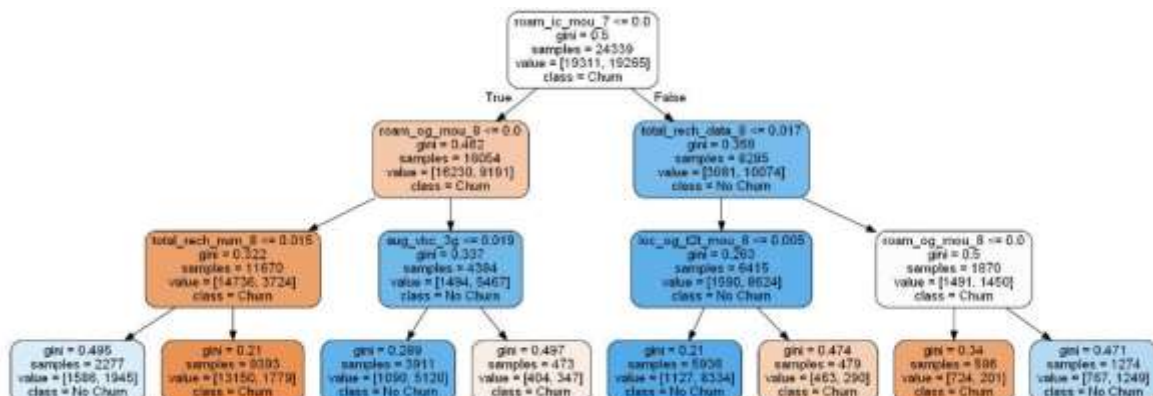 roam_ic_mou_7 <= 0.0
gini = 0.5
samples = 24339
value = [19311, 19265]
class = Churn
True
False
roam_og_mou_8 <= 0.0
gini = 0.462
samples = 16054
value = [16230, 9191]
class = Churn
total_rech_data_8 <= 0.017
gini = 0.359
samples = 8285
value = [3081, 10074]
class = No Churn
total_rech_num_8 <= 0.015
gini = 0.322
samples = 11670
value = [14736, 3724]
class = Churn
aug_vbc_3g <= 0.019
gini = 0.337
samples = 4384
value = [1494, 5467]
class = No Churn
loc_og_t2t_mou_8 <= 0.005
gini = 0.263
samples = 6415
value = [1590, 8624]
class = No Churn
roam_og_mou_8 <= 0.0
gini = 0.5
samples = 1870
value = [1491, 1450]
class = Churn
gini = 0.495
samples = 2277
value = [1586, 1945]
class = No Churn
gini = 0.21
samples = 9393
value = [13150, 1779]
class = Churn
gini = 0.289
samples = 3911
value = [1090, 5120]
class = No Churn
gini = 0.497
samples = 473
value = [404, 347]
class = Churn
gini = 0.21
samples = 5936
value = [1127, 8334]
class = No Churn
gini = 0.474
samples = 479
value = [463, 290]
class = Churn
gini = 0.34
samples = 596
value = [724, 201]
class = Churn
gini = 0.471
samples = 1274
value = [767, 1249]
class = No Churn